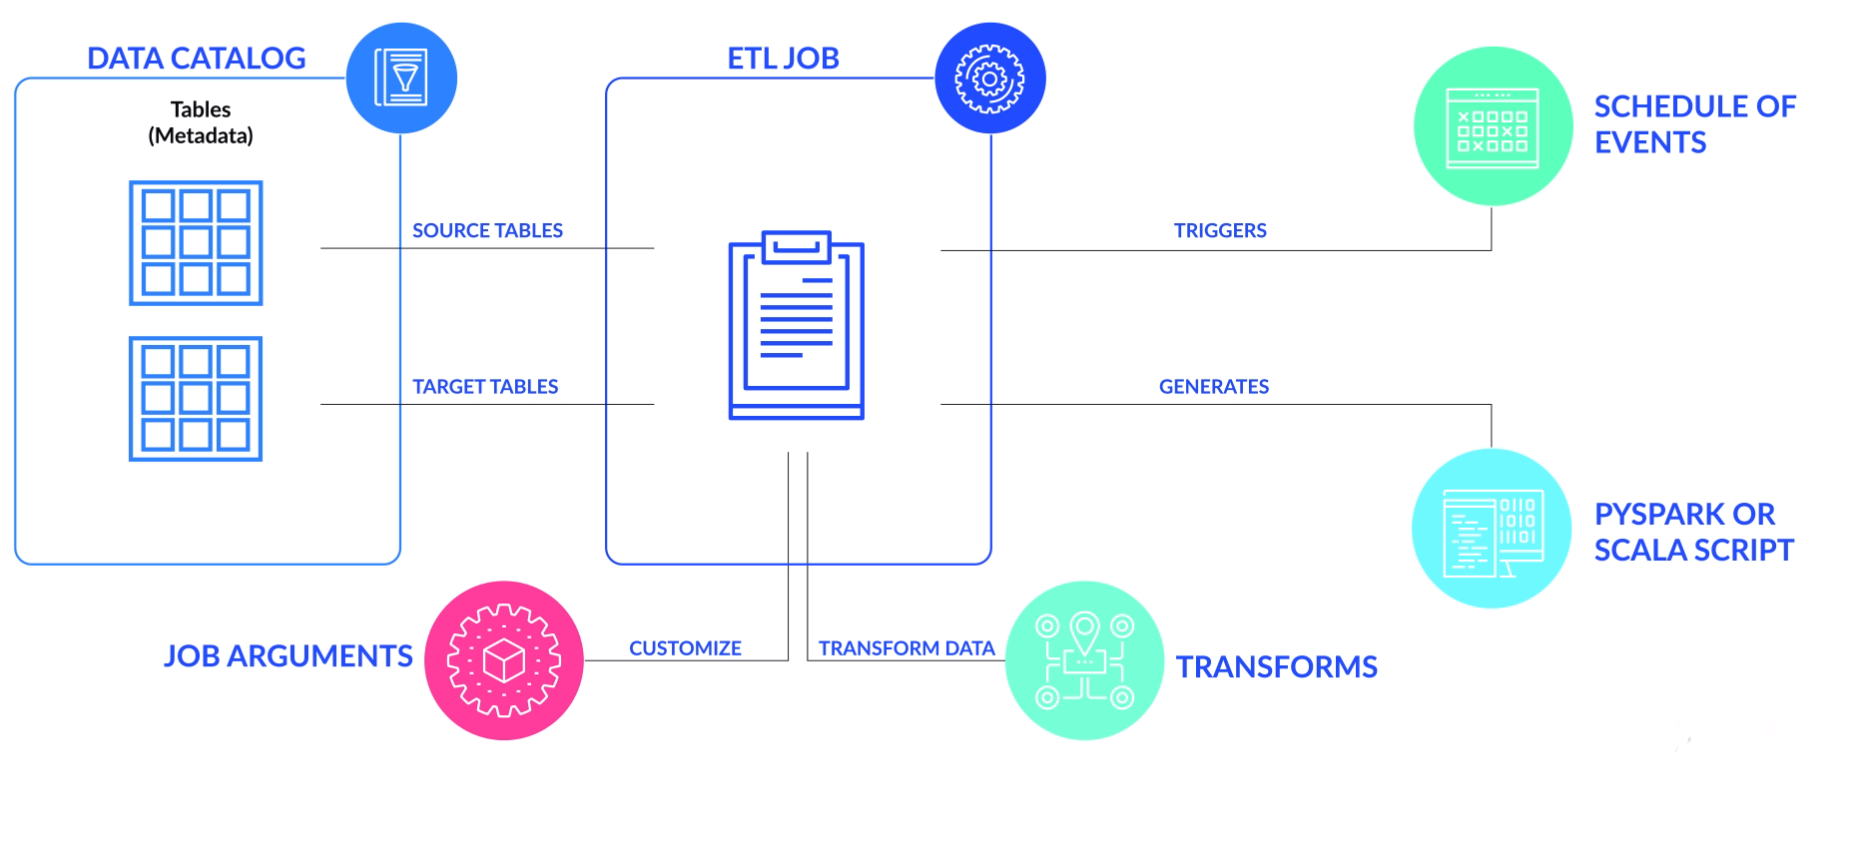 DATA CATALOG
Tables
(Metadata)
SOURCE TABLES
TARGET TABLES
ETL JOB
TRIGGERS
SCHEDULE OF
EVENTS
GENERATES
PYSPARK OR
SCALA SCRIPT
JOB ARGUMENTS
CUSTOMIZE
TRANSFORM DATA
TRANSFORMS